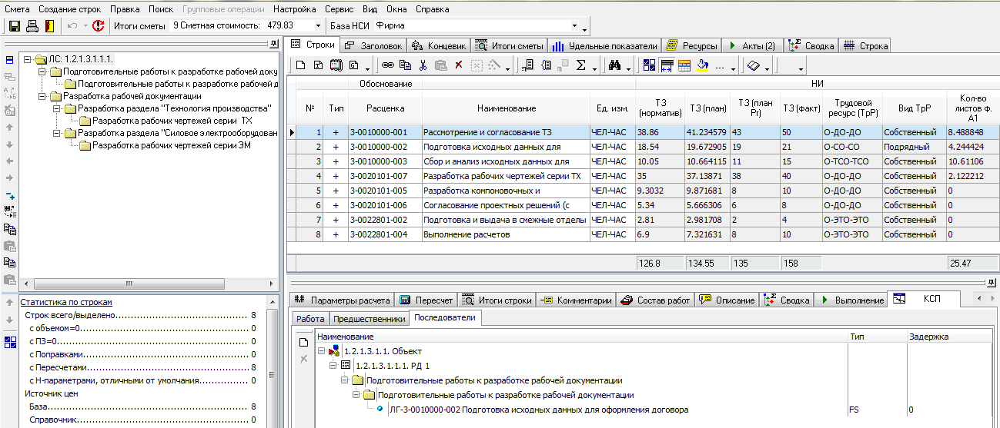 Смета Создание строк Правка Поиск Групповые операции Настройка Сервис Вид Окна Справка
Итоги сметы 9 Сметная стоимость: 479.83 База НСИ Фирма
Строки Заголовок Концевик Итоги сметы Удельные показатели Ресурсы Акты (2) Сводка Строка
ЛС: 1.2.1.3.1.1.1.
Подготовительные работы к разработке рабочей доку
Подготовительные работы к разработке рабочей д
Разработка рабочей документации
Разработка раздела "Технология производства"
Разработка рабочих чертежей серии ТХ
Разработка раздела "Силовое электрооборудован
Разработка рабочих чертежей серии ЭМ
Обоснование НИ
№ Тип Расценка Наименование Ед. изм. ТЗ (норматив) ТЗ (план) ТЗ (план Pr) ТЗ (факт) Трудовой ресурс (ТрР) Вид ТрР Кол-во листов ф. А1
1 + 3-0010000-001 Рассмотрение и согласование ТЗ ЧЕЛ-ЧАС 38.86 41.234579 43 50 О-ДО-ДО Собственный 8.488848
2 + 3-0010000-002 Подготовка исходных данных для ЧЕЛ-ЧАС 18.54 19.672905 19 21 О-СО-СО Подрядный 4.244424
3 + 3-0010000-003 Сбор и анализ исходных данных для ЧЕЛ-ЧАС 10.05 10.664115 11 15 О-ТСО-ТСО Собственный 10.61106
4 + 3-0020101-007 Разработка рабочих чертежей серии ТХ ЧЕЛ-ЧАС 35 37.13871 38 40 О-ДО-ДО Собственный 2.122212
5 + 3-0020101-005 Разработка компоновочных и ЧЕЛ-ЧАС 9.3032 9.871681 8 10 О-ДО-ДО Собственный 0
6 + 3-0020101-006 Согласование проектных решений (с ЧЕЛ-ЧАС 5.34 5.666306 6 8 О-ДО-ДО Собственный 0
7 + 3-0022801-002 Подготовка и выдача в смежные отделы ЧЕЛ-ЧАС 2.81 2.981708 2 4 О-ЭТО-ЭТО Собственный 0
8 + 3-0022801-004 Выполнение расчетов ЧЕЛ-ЧАС 6.9 7.321631 8 10 О-ЭТО-ЭТО Собственный 0
126.8 134.55 135 158 25.47
Статистика по строкам
Строк всего/выделено 8
с объемом=0 0
с ПЗ=0 0
с Поправками 0
с Пересчетами 8
с Н-параметрами, отличными от умолчания 0
Источник цен
База 8
Справочник 0
Параметры расчета Пересчет Итоги строки Комментарии Состав работ Описание Сводка Выполнение КСП
Работа Предшественники Последователи
Наименование Тип Задержка
1.2.1.3.1.1. Объект
1.2.1.3.1.1.1. РД 1
Подготовительные работы к разработке рабочей документации
Подготовительные работы к разработке рабочей документации
ЛГ-3-0010000-002 Подготовка исходных данных для оформления договора FS 0